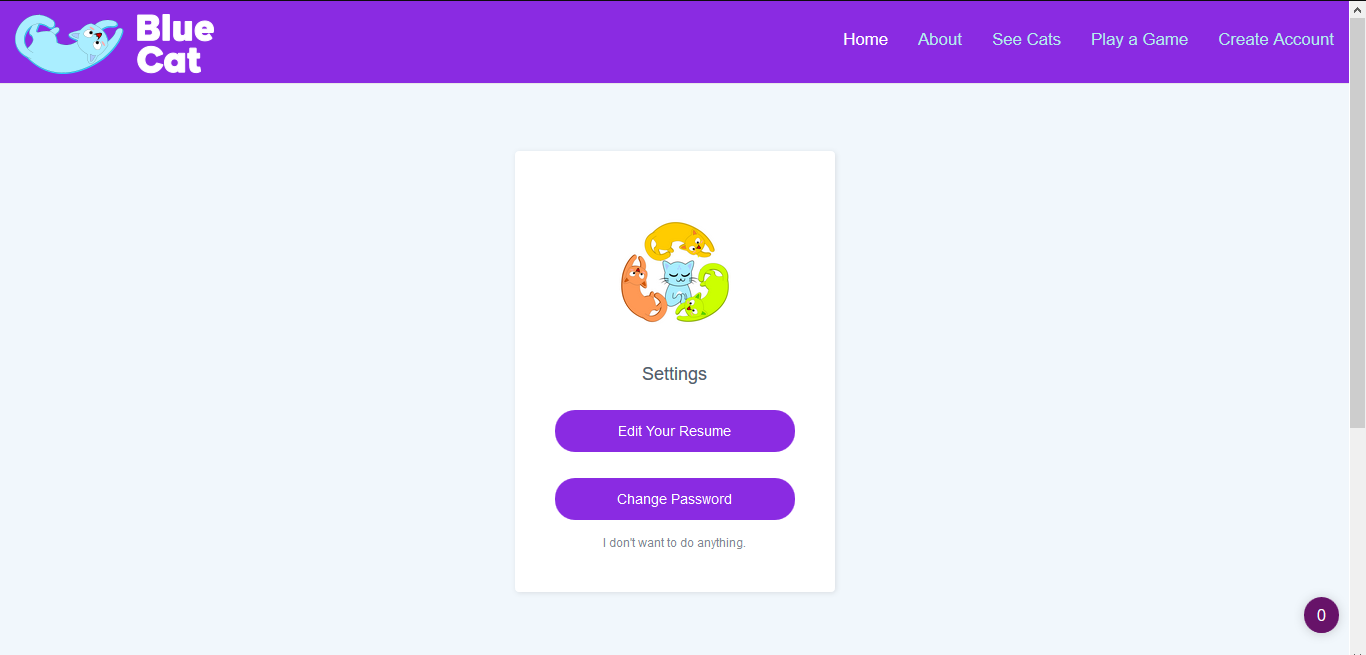 Blue
Cat
Home About See Cats Play a Game Create Account
Settings
Edit Your Resume
Change Password
I don't want to do anything.
0